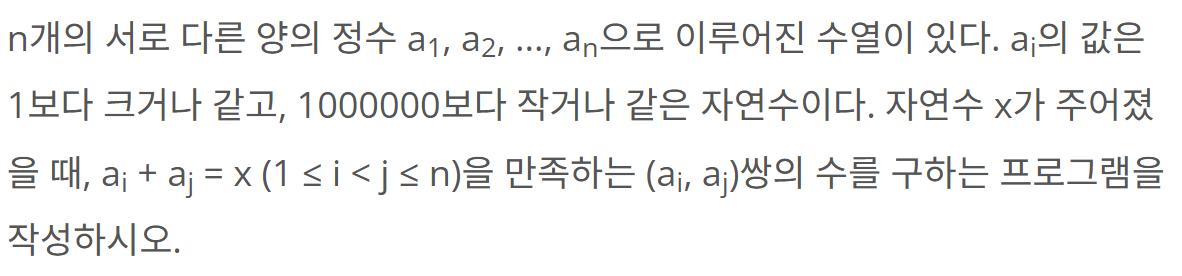 n개의 서로 다른 양의 정수 a₁, a₂, ..., aₙ으로 이루어진 수열이 있다. aᵢ의 값은
1보다 크거나 같고, 1000000보다 작거나 같은 자연수이다. 자연수 x가 주어졌
을 때, aᵢ + aⱼ = x (1 ≤ i < j ≤ n)을 만족하는 (aᵢ, aⱼ)쌍의 수를 구하는 프로그램을
작성하시오.